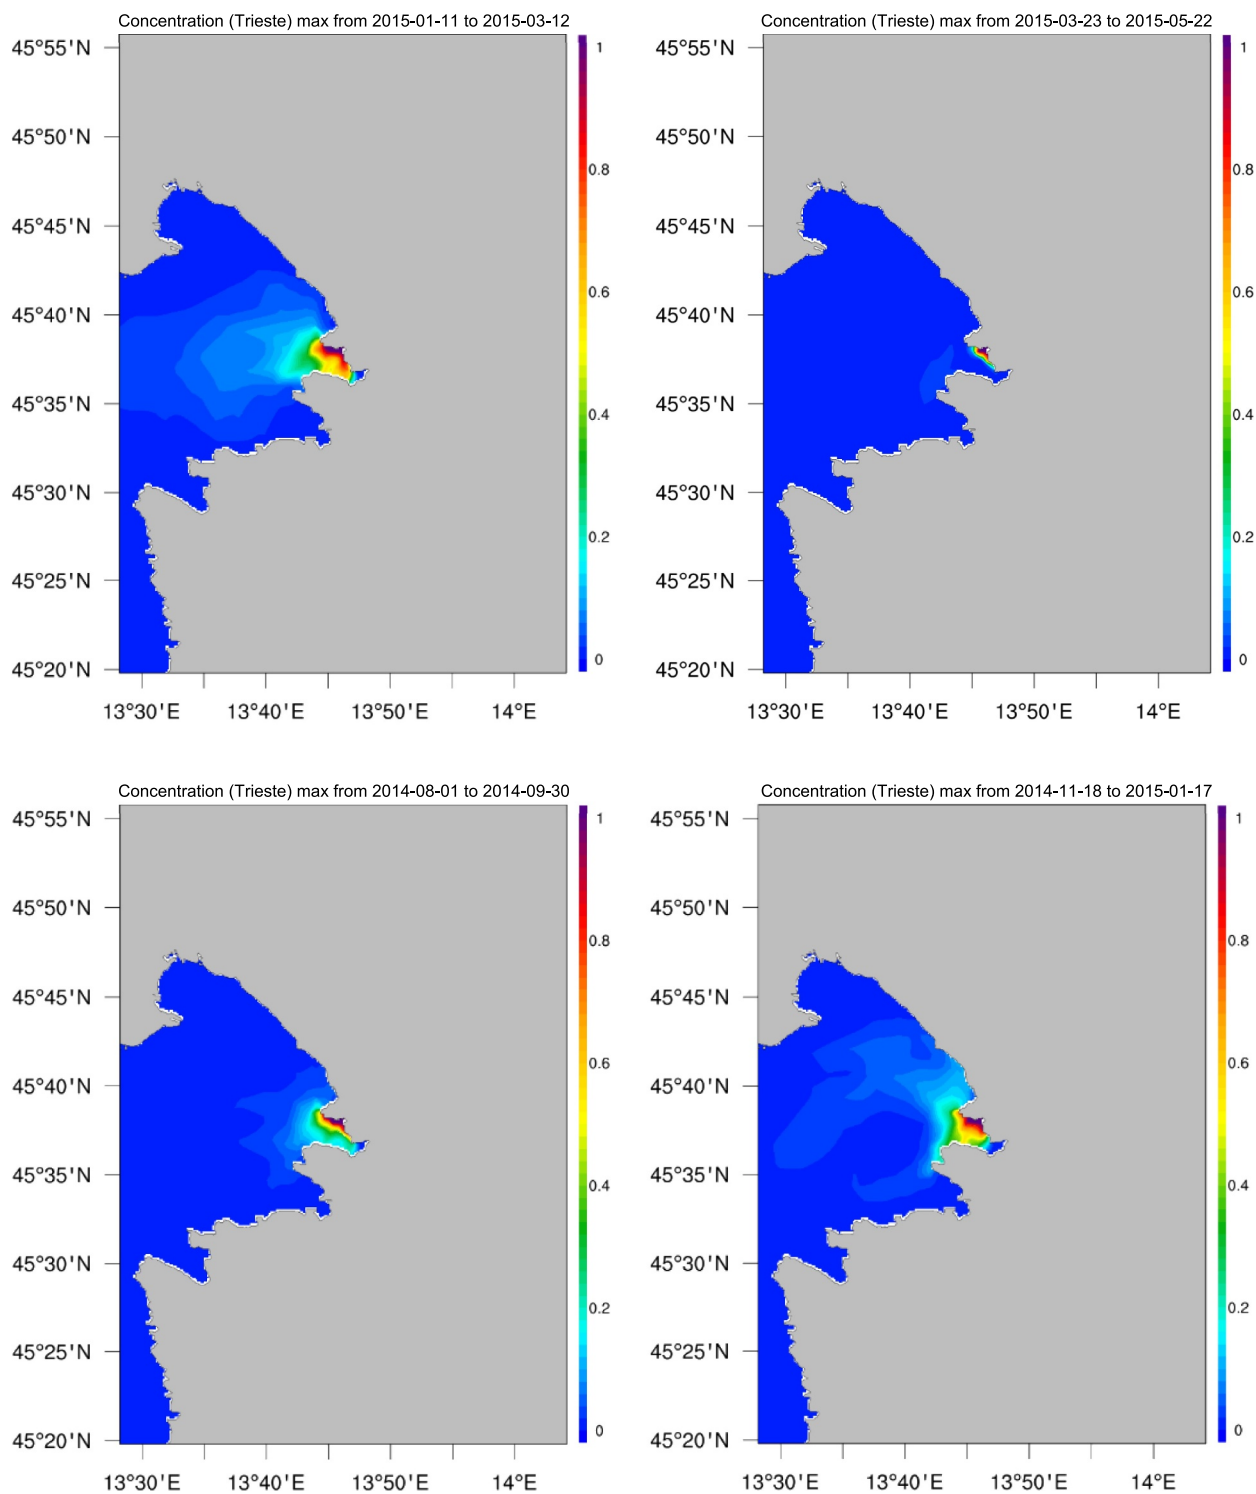 Concentration (Trieste) max from 2015-01-11 to 2015-03-12
45°55'N
45°50'N
45°45'N
45°40'N
45°35'N
45°30'N
45°25'N
45°20'N
13°30'E 13°40'E 13°50'E 14°E
1
0.8
0.6
0.4
0.2
0
Concentration (Trieste) max from 2015-03-23 to 2015-05-22
45°55'N
45°50'N
45°45'N
45°40'N
45°35'N
45°30'N
45°25'N
45°20'N
13°30'E 13°40'E 13°50'E 14°E
1
0.8
0.6
0.4
0.2
0
Concentration (Trieste) max from 2014-08-01 to 2014-09-30
45°55'N
45°50'N
45°45'N
45°40'N
45°35'N
45°30'N
45°25'N
45°20'N
13°30'E 13°40'E 13°50'E 14°E
1
0.8
0.6
0.4
0.2
0
Concentration (Trieste) max from 2014-11-18 to 2015-01-17
45°55'N
45°50'N
45°45'N
45°40'N
45°35'N
45°30'N
45°25'N
45°20'N
13°30'E 13°40'E 13°50'E 14°E
1
0.8
0.6
0.4
0.2
0